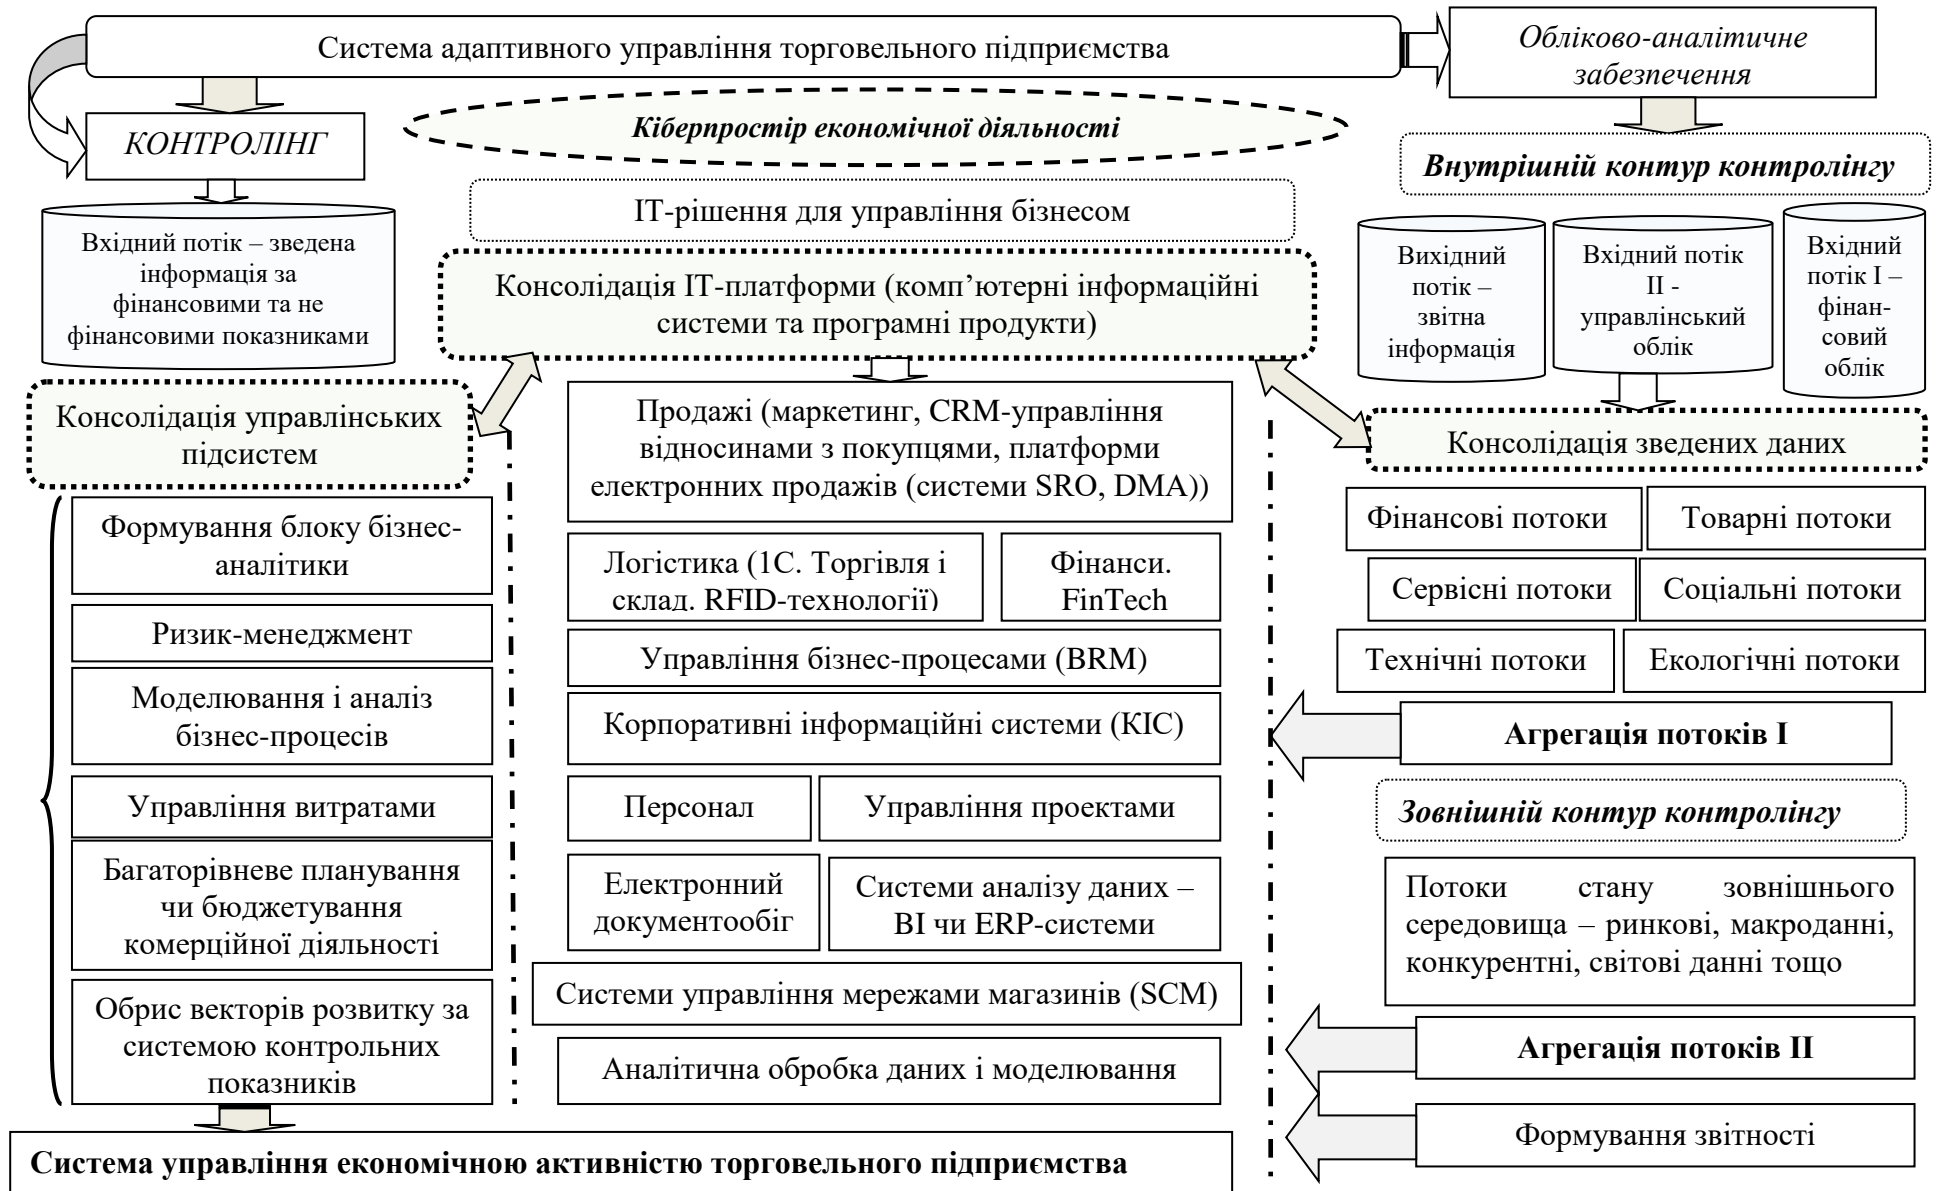 Система адаптивного управління торговельного підприємства
Обліково-аналітичне
забезпечення
КОНТРОЛІНГ
Кіберпростір економічної діяльності
Внутрішній контур контролінгу
ІТ-рішення для управління бізнесом
Вхідний потік – зведена
інформація за
фінансовими та не
фінансовими показниками
Консолідація ІТ-платформи (комп’ютерні інформаційні
системи та програмні продукти)
Вихідний
потік –
звітна
інформація
Вхідний потік
ІІ -
управлінський
облік
Вхідний
потік І –
фінан-
совий
облік
Консолідація управлінських
підсистем
Консолідація зведених даних
Формування блоку бізнес-
аналітики
Ризик-менеджмент
Моделювання і аналіз
бізнес-процесів
Управління витратами
Багаторівневе планування
чи бюджетування
комерційної діяльності
Обрис векторів розвитку за
системою контрольних
показників
Продажі (маркетинг, CRM-управління
відносинами з покупцями, платформи
електронних продажів (системи SRO, DMA))
Логістика (1С. Торгівля і
склад. RFID-технології)
Фінанси.
FinTech
Управління бізнес-процесами (BRM)
Корпоративні інформаційні системи (КІС)
Персонал
Управління проектами
Електронний
документообіг
Системи аналізу даних –
BI чи ERP-системи
Системи управління мережами магазинів (SCM)
Аналітична обробка даних і моделювання
Фінансові потоки
Товарні потоки
Сервісні потоки
Соціальні потоки
Технічні потоки
Екологічні потоки
Агрегація потоків І
Зовнішній контур контролінгу
Потоки стану зовнішнього
середовища – ринкові, макроданні,
конкурентні, світові данні тощо
Агрегація потоків ІІ
Формування звітності
Система управління економічною активністю торговельного підприємства